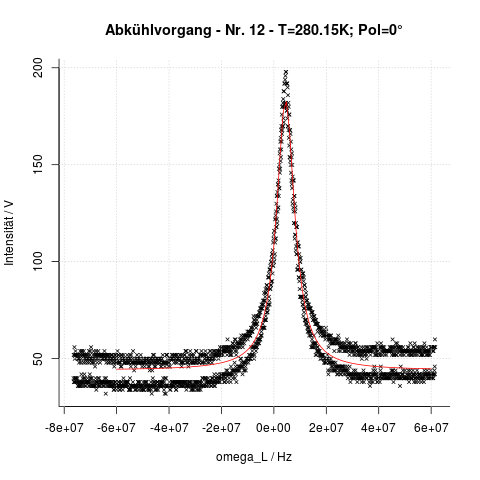 Abkühlvorgang - Nr. 12 - T=280.15K; Pol=0°
200
150
100
50
Intensität / V
-8e+07 -6e+07 -4e+07 -2e+07 0e+00 2e+07 4e+07 6e+07
omega_L / Hz